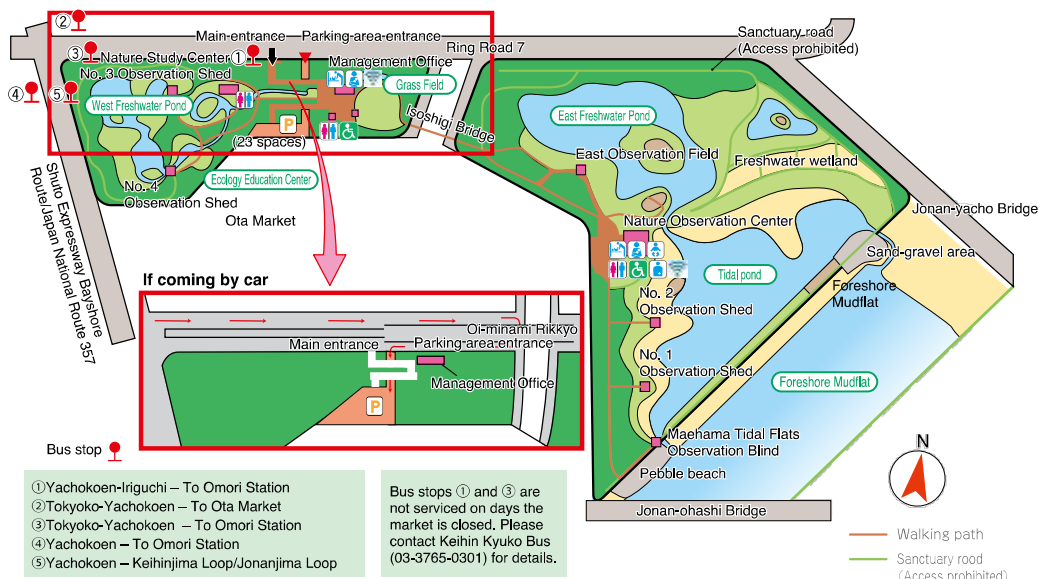 ②
Main-entrance
Parking-area-entrance
Sanctuary road
(Access prohibited)
③
Nature-Study Center
①
Ring Road 7
Management Office
No. 3 Observation Shed
Grass Field
④
⑤
West Freshwater Pond
East Freshwater Pond
Isoshigi Bridge
P
(23 spaces)
East Observation Field
Freshwater wetland
No. 4
Observation Shed
Ecology Education Center
Ota Market
Shuto Expressway Bayshore
Route/Japan National Route 357
Nature Observation Center
Jonan-yacho Bridge
Sand-gravel area
Tidal pond
Foreshore
Mudflat
No. 2
Observation Shed
If coming by car
Oi-minami Rikkyo
Main entrance
Parking-area-entrance
Management Office
P
No. 1
Observation Shed
Foreshore Mudflat
Maehama Tidal Flats
Observation Blind
Pebble beach
Jonan-ohashi Bridge
N
Bus stop
①Yachokoen-Iriguchi – To Omori Station
②Tokyoko-Yachokoen – To Ota Market
③Tokyoko-Yachokoen – To Omori Station
④Yachokoen – To Omori Station
⑤Yachokoen – Keihinjima Loop/Jonanjima Loop
Bus stops ① and ③ are
not serviced on days the
market is closed. Please
contact Keihin Kyuko Bus
(03-3765-0301) for details.
Walking path
Sanctuary rood
(Access prohibited)